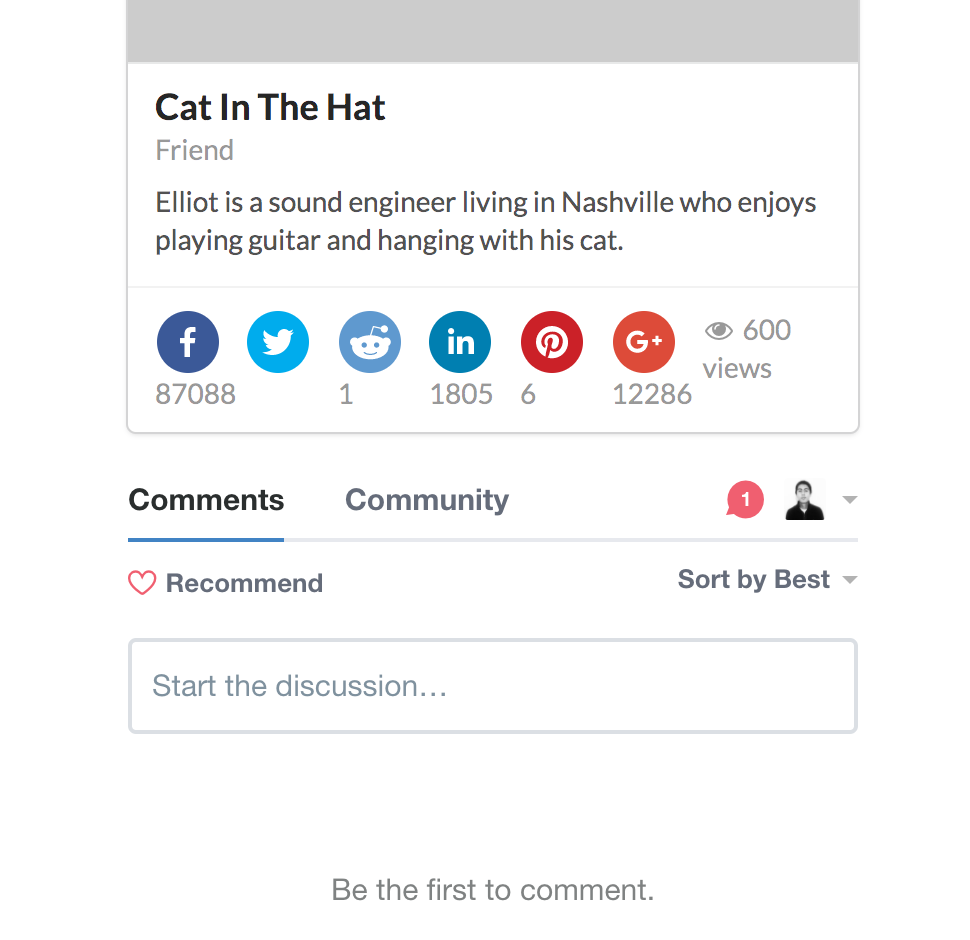 Cat In The Hat
Friend
Elliot is a sound engineer living in Nashville who enjoys
playing guitar and hanging with his cat.
f in G+ 600
views
87088 1 1805 6 12286
Comments Community 1
Recommend Sort by Best
Start the discussion…
Be the first to comment.